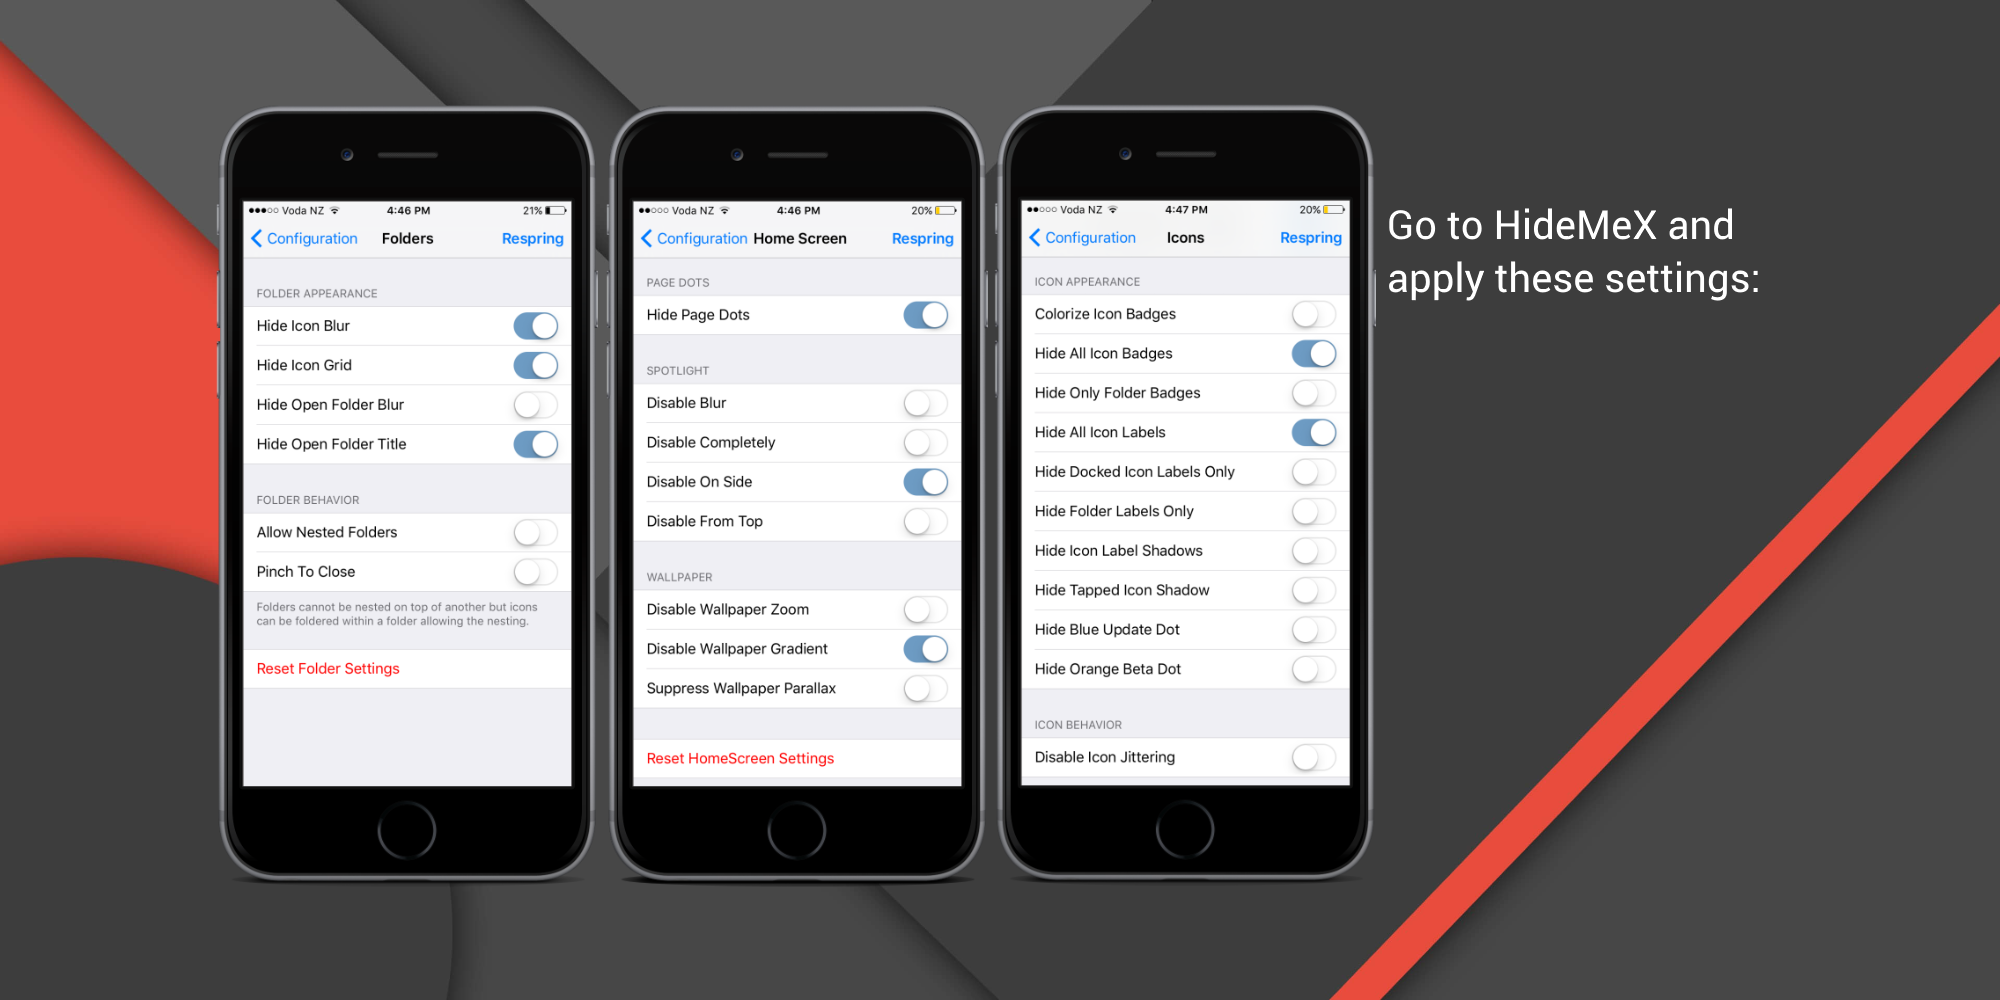 Voda NZ 4:46 PM 21%
Configuration Folders Respring
FOLDER APPEARANCE
Hide Icon Blur
Hide Icon Grid
Hide Open Folder Blur
Hide Open Folder Title
FOLDER BEHAVIOR
Allow Nested Folders
Pinch To Close
Folders cannot be nested on top of another but icons
can be foldered within a folder allowing the nesting.
Reset Folder Settings
Voda NZ 4:46 PM 20%
Configuration Home Screen Respring
PAGE DOTS
Hide Page Dots
SPOTLIGHT
Disable Blur
Disable Completely
Disable On Side
Disable From Top
WALLPAPER
Disable Wallpaper Zoom
Disable Wallpaper Gradient
Suppress Wallpaper Parallax
Reset HomeScreen Settings
Voda NZ 4:47 PM 20%
Configuration Icons Respring
ICON APPEARANCE
Colorize Icon Badges
Hide All Icon Badges
Hide Only Folder Badges
Hide All Icon Labels
Hide Docked Icon Labels Only
Hide Folder Labels Only
Hide Icon Label Shadows
Hide Tapped Icon Shadow
Hide Blue Update Dot
Hide Orange Beta Dot
ICON BEHAVIOR
Disable Icon Jittering
Go to HideMeX and
apply these settings: